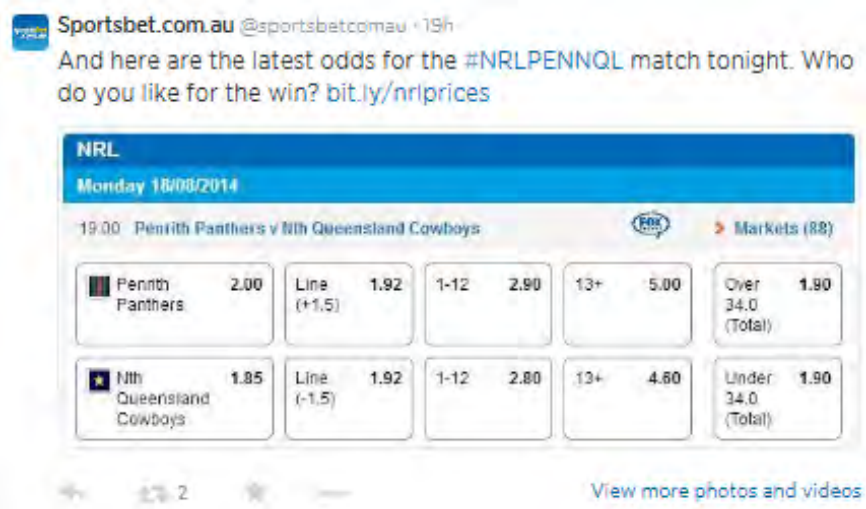 Sportsbet.com.au @sportsbetcomau · 19h
And here are the latest odds for the #NRLPENNQL match tonight. Who
do you like for the win? bit.ly/nrlprices
NRL
Monday 18/08/2014
19:00 Penrith Panthers v Nth Queensland Cowboys FOX Markets (88)
Penrith 2.00 Line 1.92 1-12 2.90 13+ 5.00 Over 1.90
Panthers (+1.5) 34.0
(Total)
Nth 1.85 Line 1.92 1-12 2.80 13+ 4.60 Under 1.90
Queensland (-1.5) 34.0
Cowboys (Total)
2 View more photos and videos